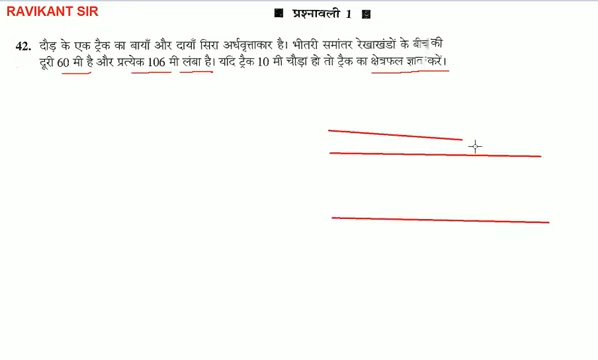 RAVIKANT SIR
प्रश्नावली 1
42. दौड़ के एक ट्रैक का बायाँ और दायाँ सिरा अर्धवृत्ताकार है। भीतरी समांतर रेखाखंडों के बीच की
दूरी 60 मी है और प्रत्येक 106 मी लंबा है। यदि ट्रैक 10 मी चौड़ा हो तो ट्रैक का क्षेत्रफल ज्ञात करें।